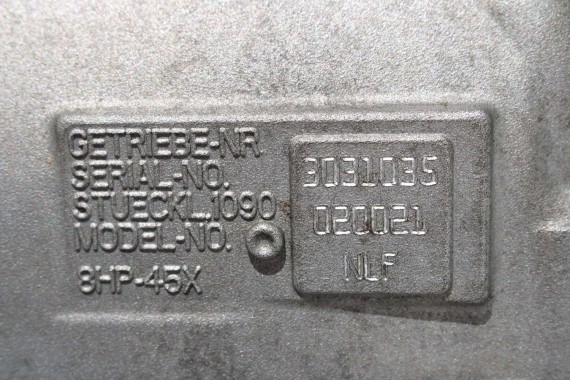 GETRIEBE-NR.
SERIAL-NO.
STUECKL.1090
MODEL-NO.
8HP-45X
3031035
020021
NLF